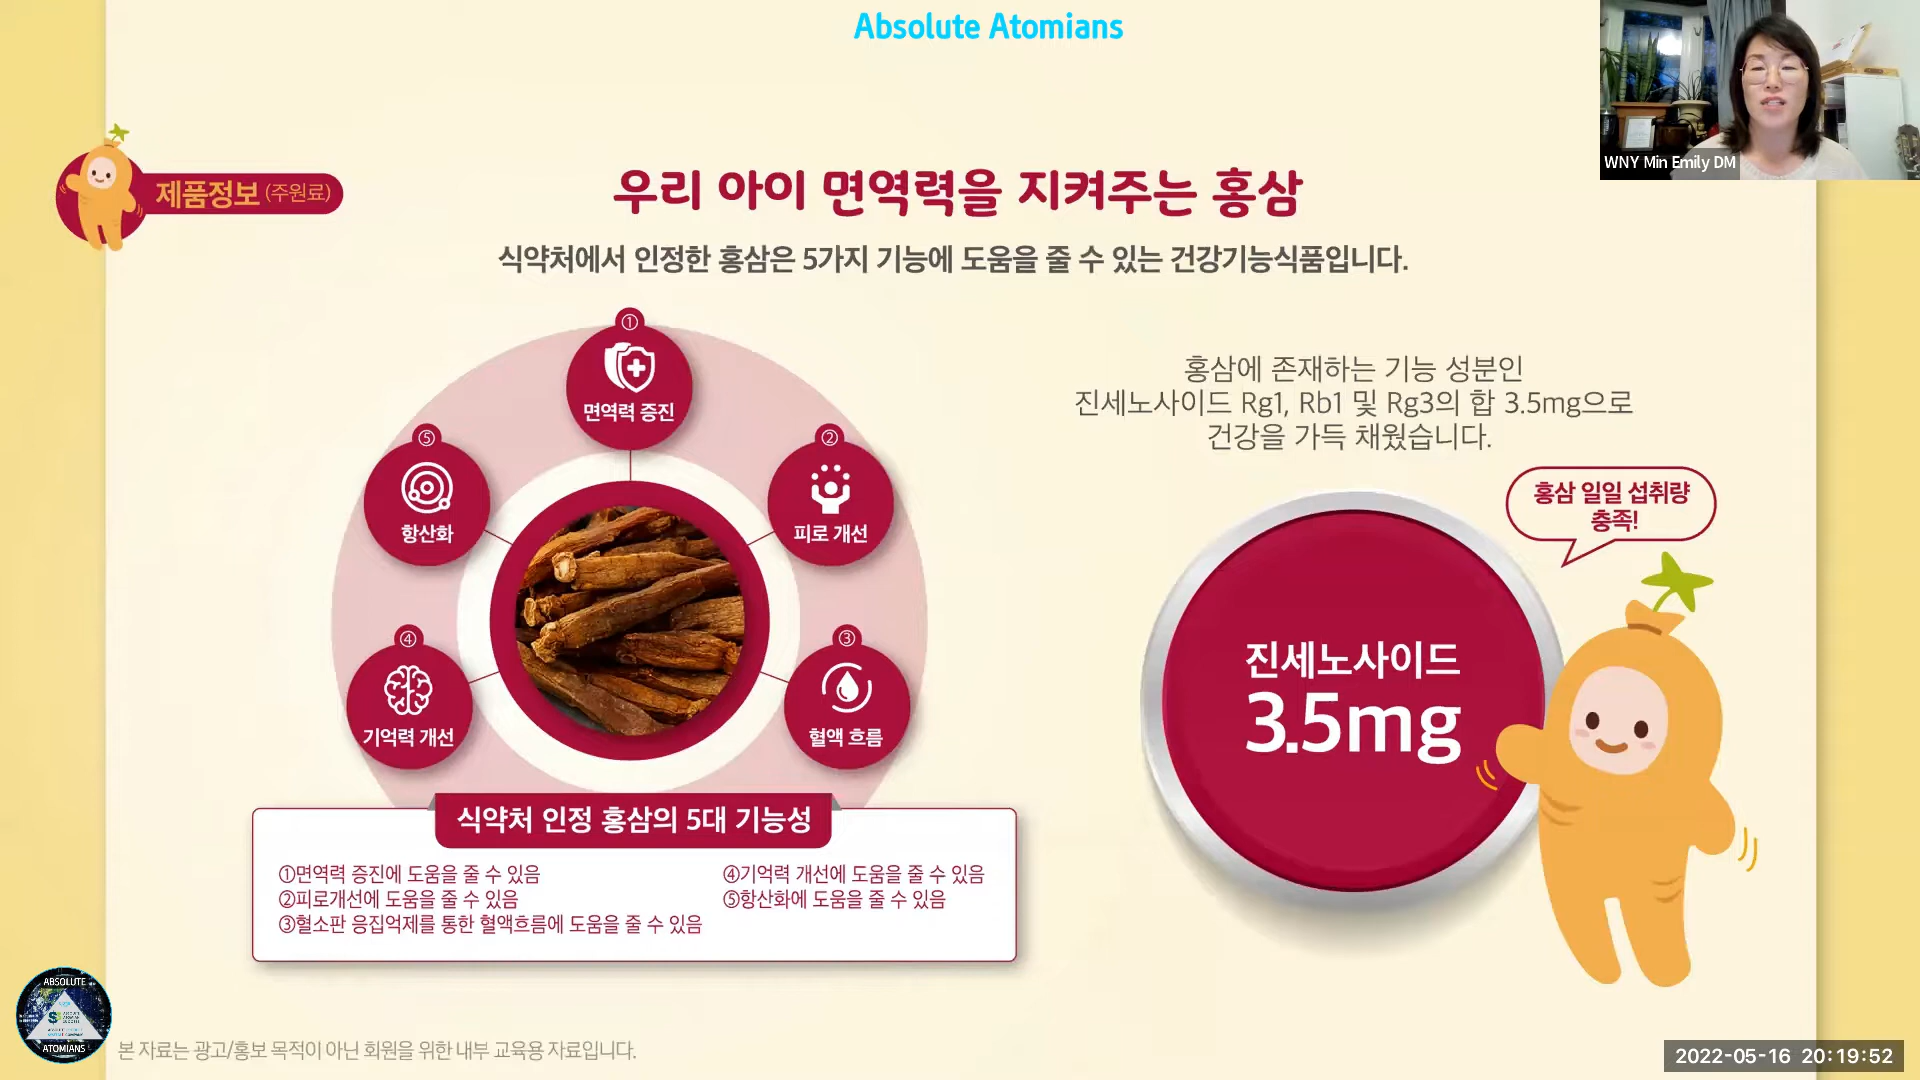 Absolute Atomians
WNY Min Emily DM
제품정보 (주원료)
우리 아이 면역력을 지켜주는 홍삼
식약처에서 인정한 홍삼은 5가지 기능에 도움을 줄 수 있는 건강기능식품입니다.
①
면역력 증진
⑤
항산화
②
피로 개선
④
기억력 개선
③
혈액 흐름
식약처 인정 홍삼의 5대 기능성
①면역력 증진에 도움을 줄 수 있음
②피로개선에 도움을 줄 수 있음
③혈소판 응집억제를 통한 혈액흐름에 도움을 줄 수 있음
④기억력 개선에 도움을 줄 수 있음
⑤항산화에 도움을 줄 수 있음
홍삼에 존재하는 기능 성분인
진세노사이드 Rg1, Rb1 및 Rg3의 합 3.5mg으로
건강을 가득 채웠습니다.
홍삼 일일 섭취량
충족!
진세노사이드
3.5mg
ABSOLUTE
ATOMIANS
본 자료는 광고/홍보 목적이 아닌 회원을 위한 내부 교육용 자료입니다.
2022-05-16 20:19:52